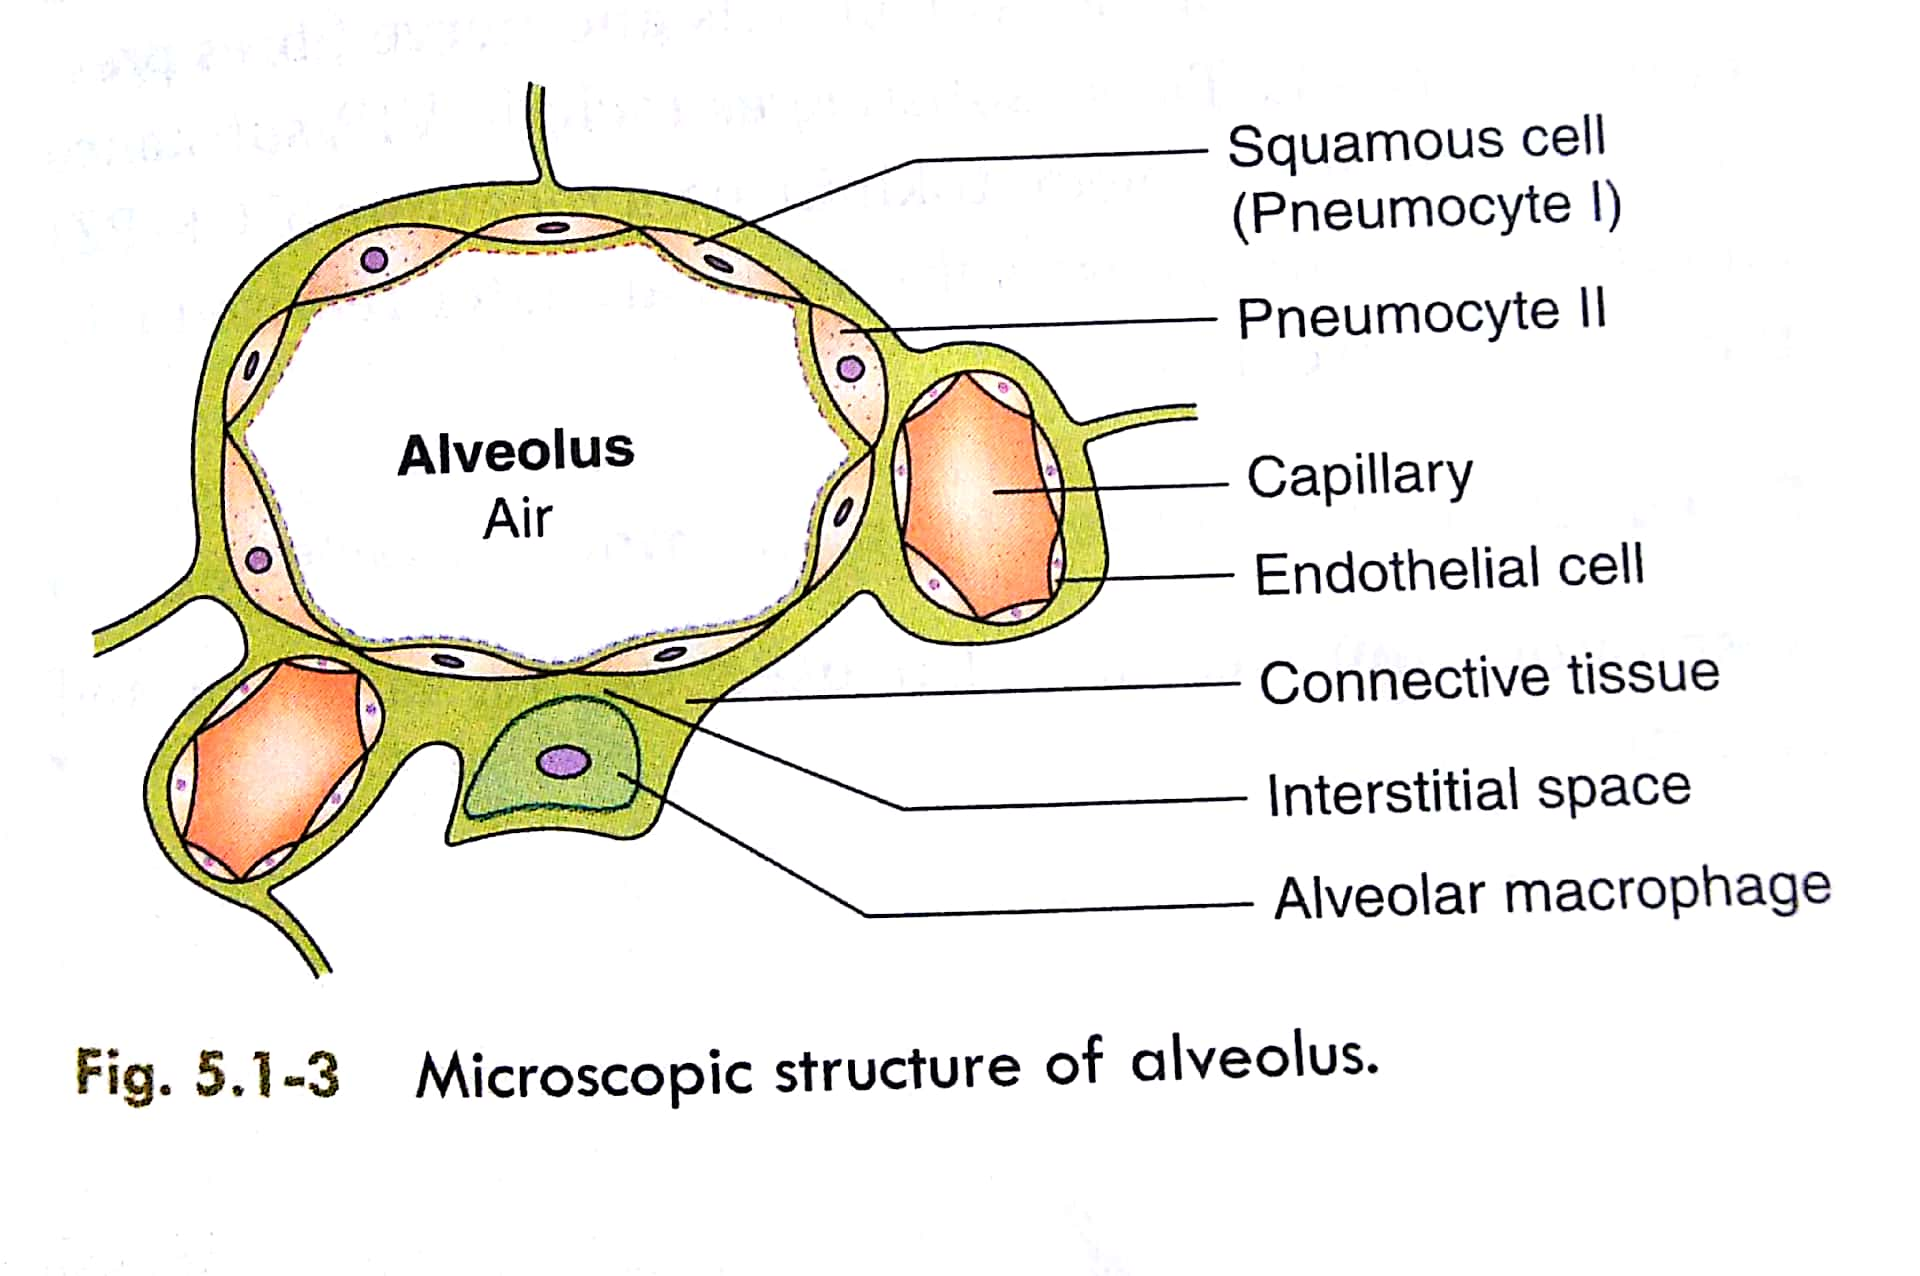 Squamous cell
(Pneumocyte I)
Pneumocyte II
Alveolus
Air
Capillary
Endothelial cell
Connective tissue
Interstitial space
Alveolar macrophage
Fig. 5.1-3 Microscopic structure of alveolus.